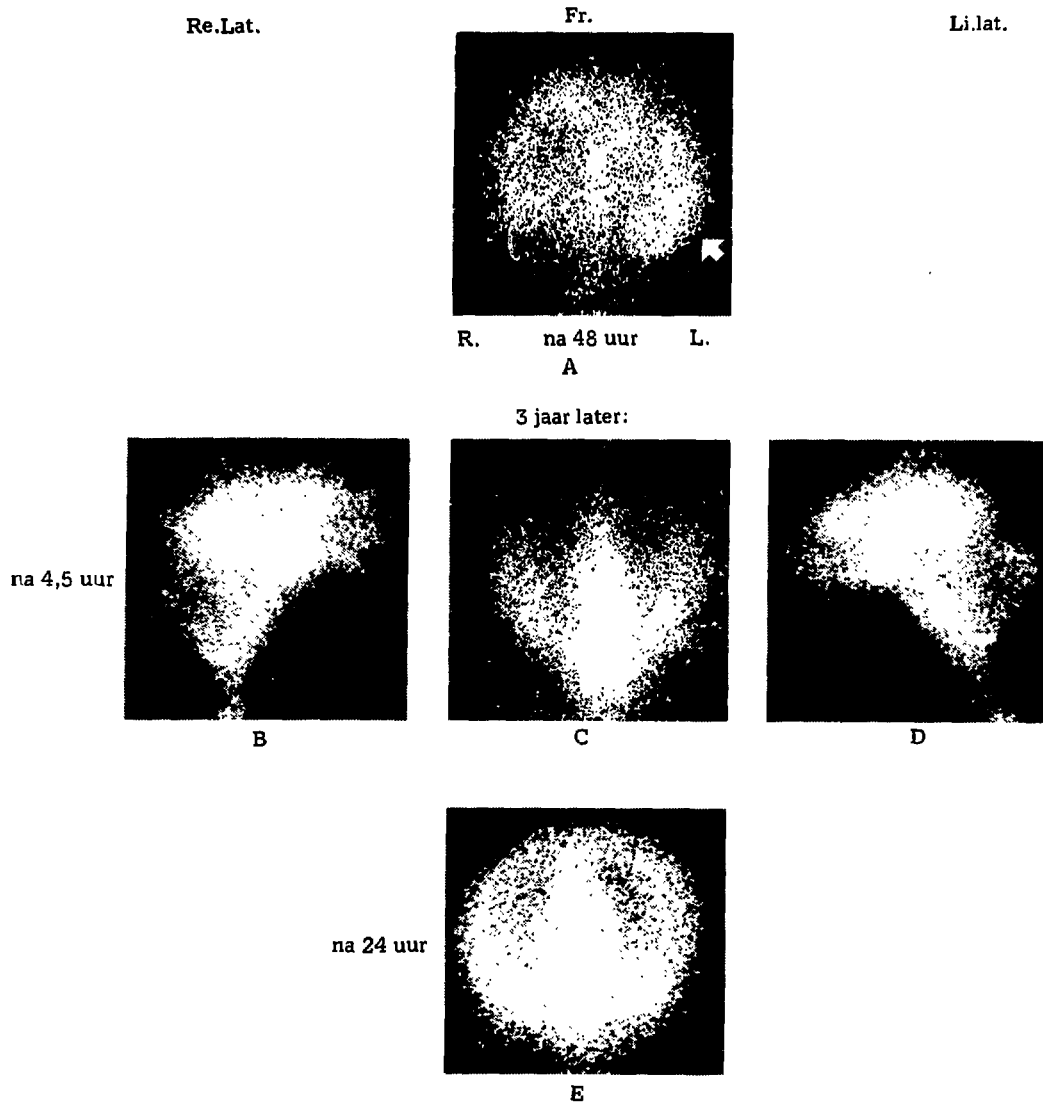 Re.Lat. Fr. Li.lat.
R. na 48 uur L.
A
3 jaar later:
na 4,5 uur
B C D
na 24 uur
E